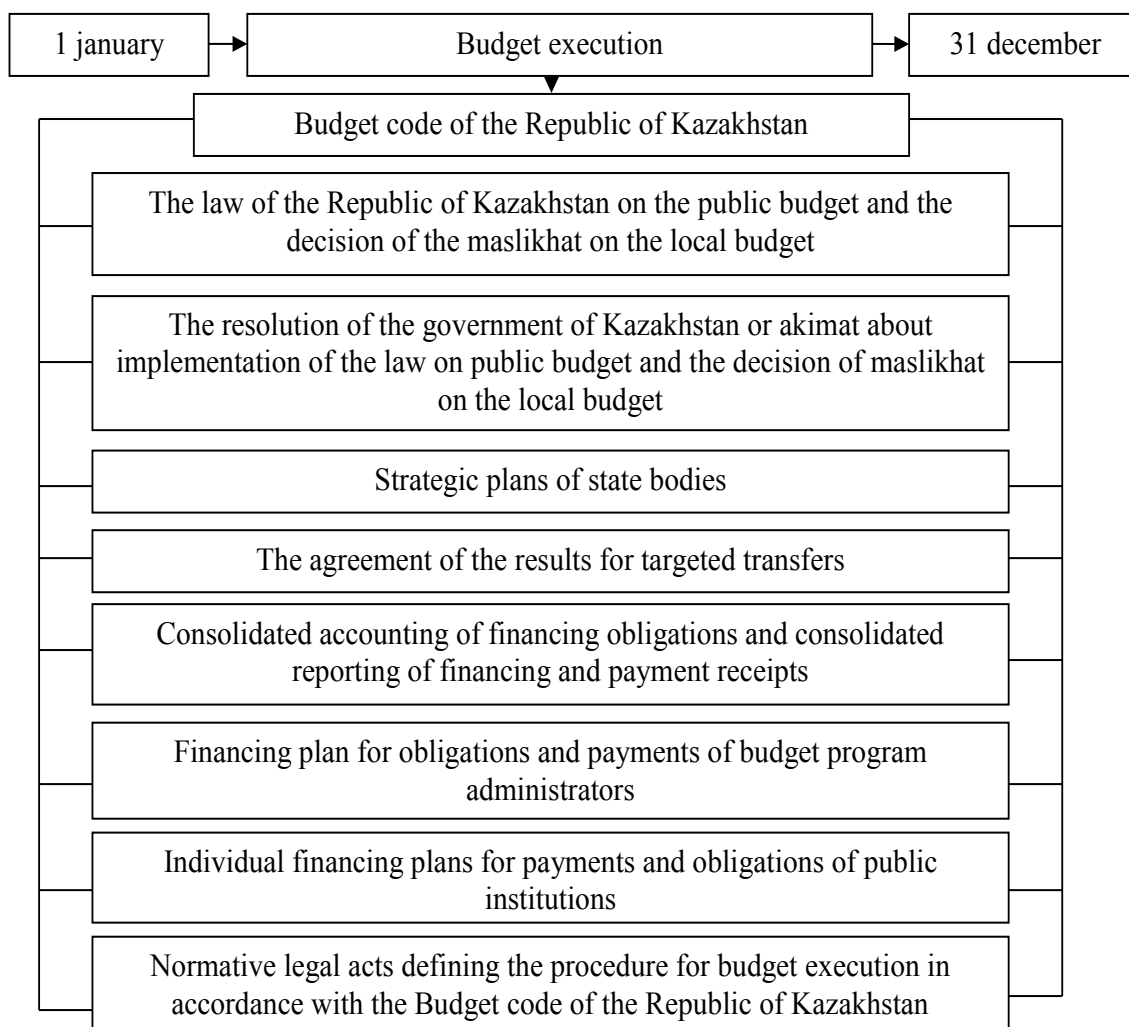 1 january
Budget execution
31 december
Budget code of the Republic of Kazakhstan
The law of the Republic of Kazakhstan on the public budget and the
decision of the maslikhat on the local budget
The resolution of the government of Kazakhstan or akimat about
implementation of the law on public budget and the decision of maslikhat
on the local budget
Strategic plans of state bodies
The agreement of the results for targeted transfers
Consolidated accounting of financing obligations and consolidated
reporting of financing and payment receipts
Financing plan for obligations and payments of budget program
administrators
Individual financing plans for payments and obligations of public
institutions
Normative legal acts defining the procedure for budget execution in
accordance with the Budget code of the Republic of Kazakhstan